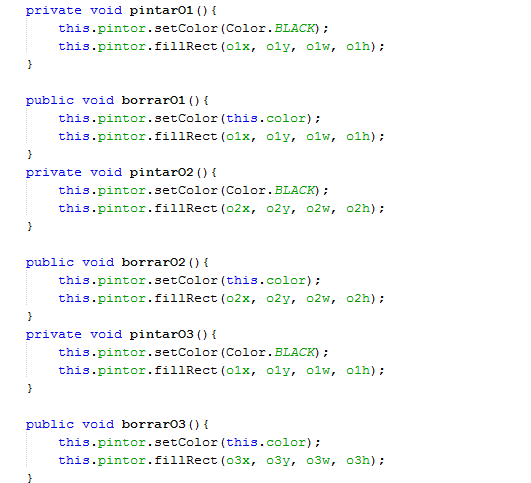 private void pintarO1(){
    this.pintor.setColor(Color.BLACK);
    this.pintor.fillRect(o1x, o1y, o1w, o1h);
}

public void borrarO1(){
    this.pintor.setColor(this.color);
    this.pintor.fillRect(o1x, o1y, o1w, o1h);
}
private void pintarO2(){
    this.pintor.setColor(Color.BLACK);
    this.pintor.fillRect(o2x, o2y, o2w, o2h);
}

public void borrarO2(){
    this.pintor.setColor(this.color);
    this.pintor.fillRect(o2x, o2y, o2w, o2h);
}
private void pintarO3(){
    this.pintor.setColor(Color.BLACK);
    this.pintor.fillRect(o1x, o1y, o1w, o1h);
}

public void borrarO3(){
    this.pintor.setColor(this.color);
    this.pintor.fillRect(o3x, o3y, o3w, o3h);
}